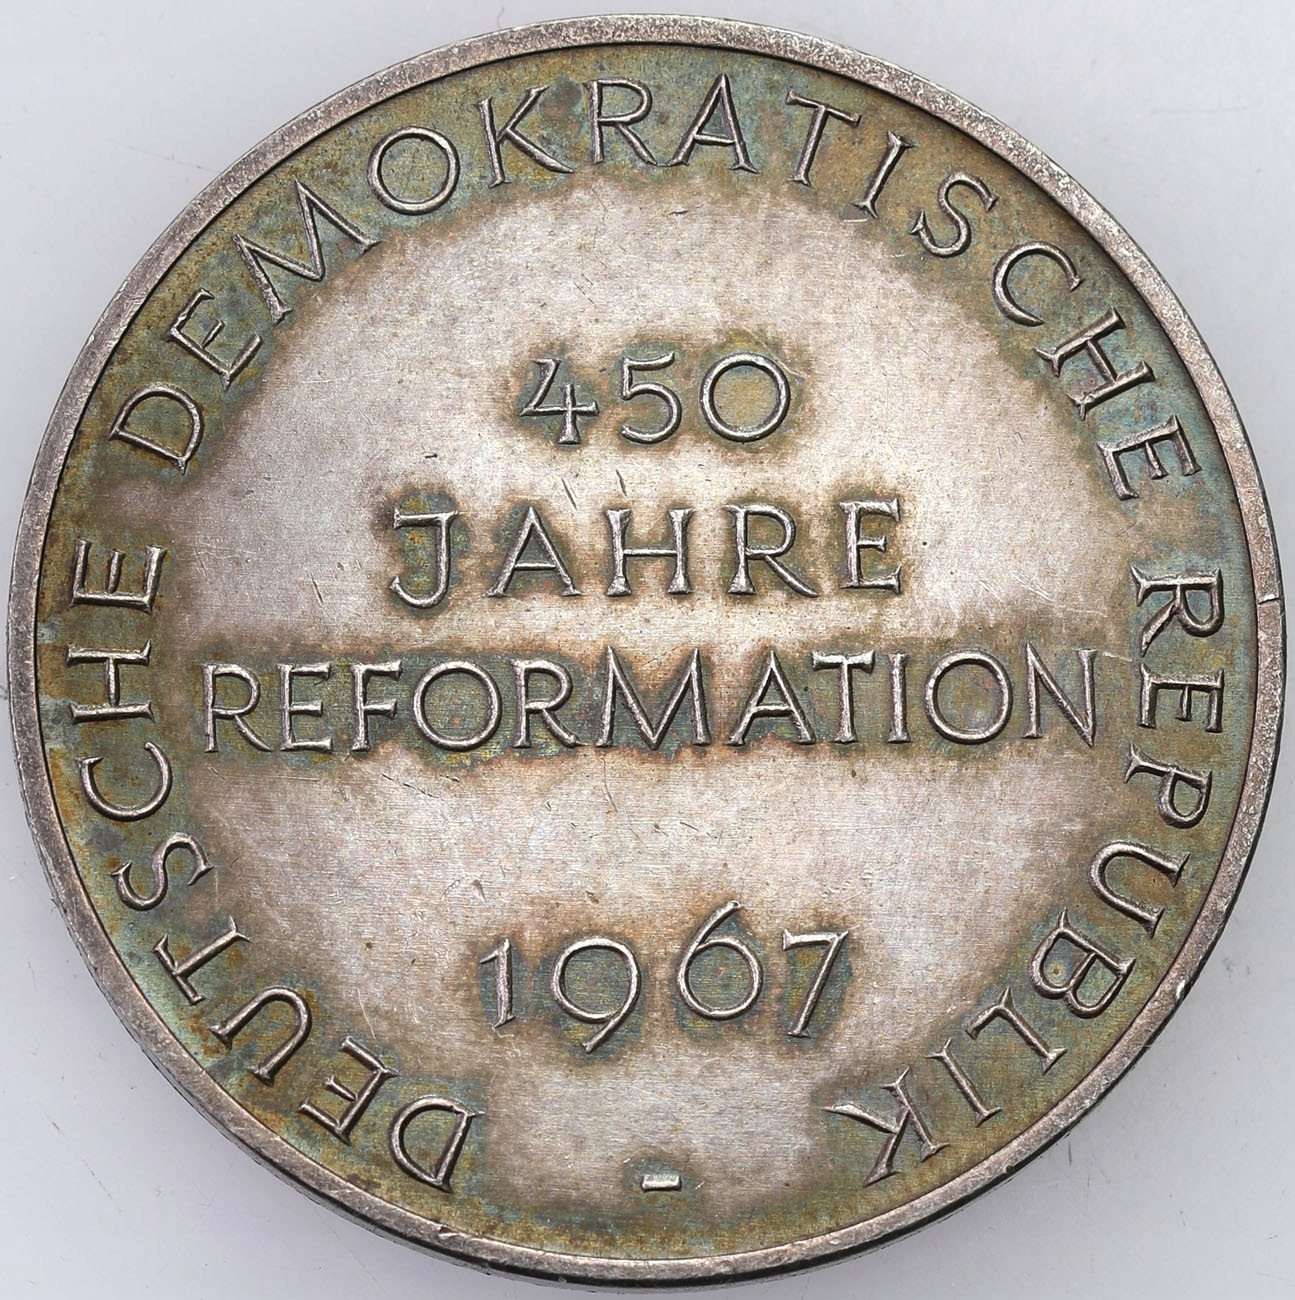 DEUTSCHE DEMOKRATISCHE REPUBLIK
450
JAHRE
REFORMATION
1967